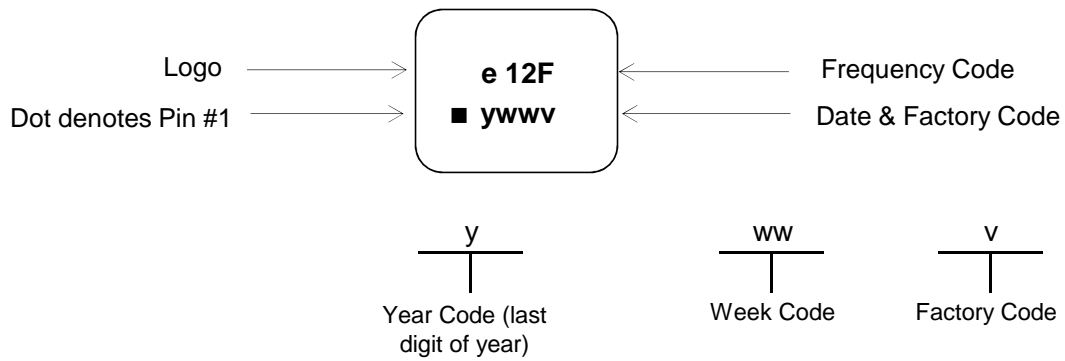 Logo
e 12F
Frequency Code
Dot denotes Pin #1
■ ywwv
Date & Factory Code
y
ww
v
Year Code (last
digit of year)
Week Code
Factory Code